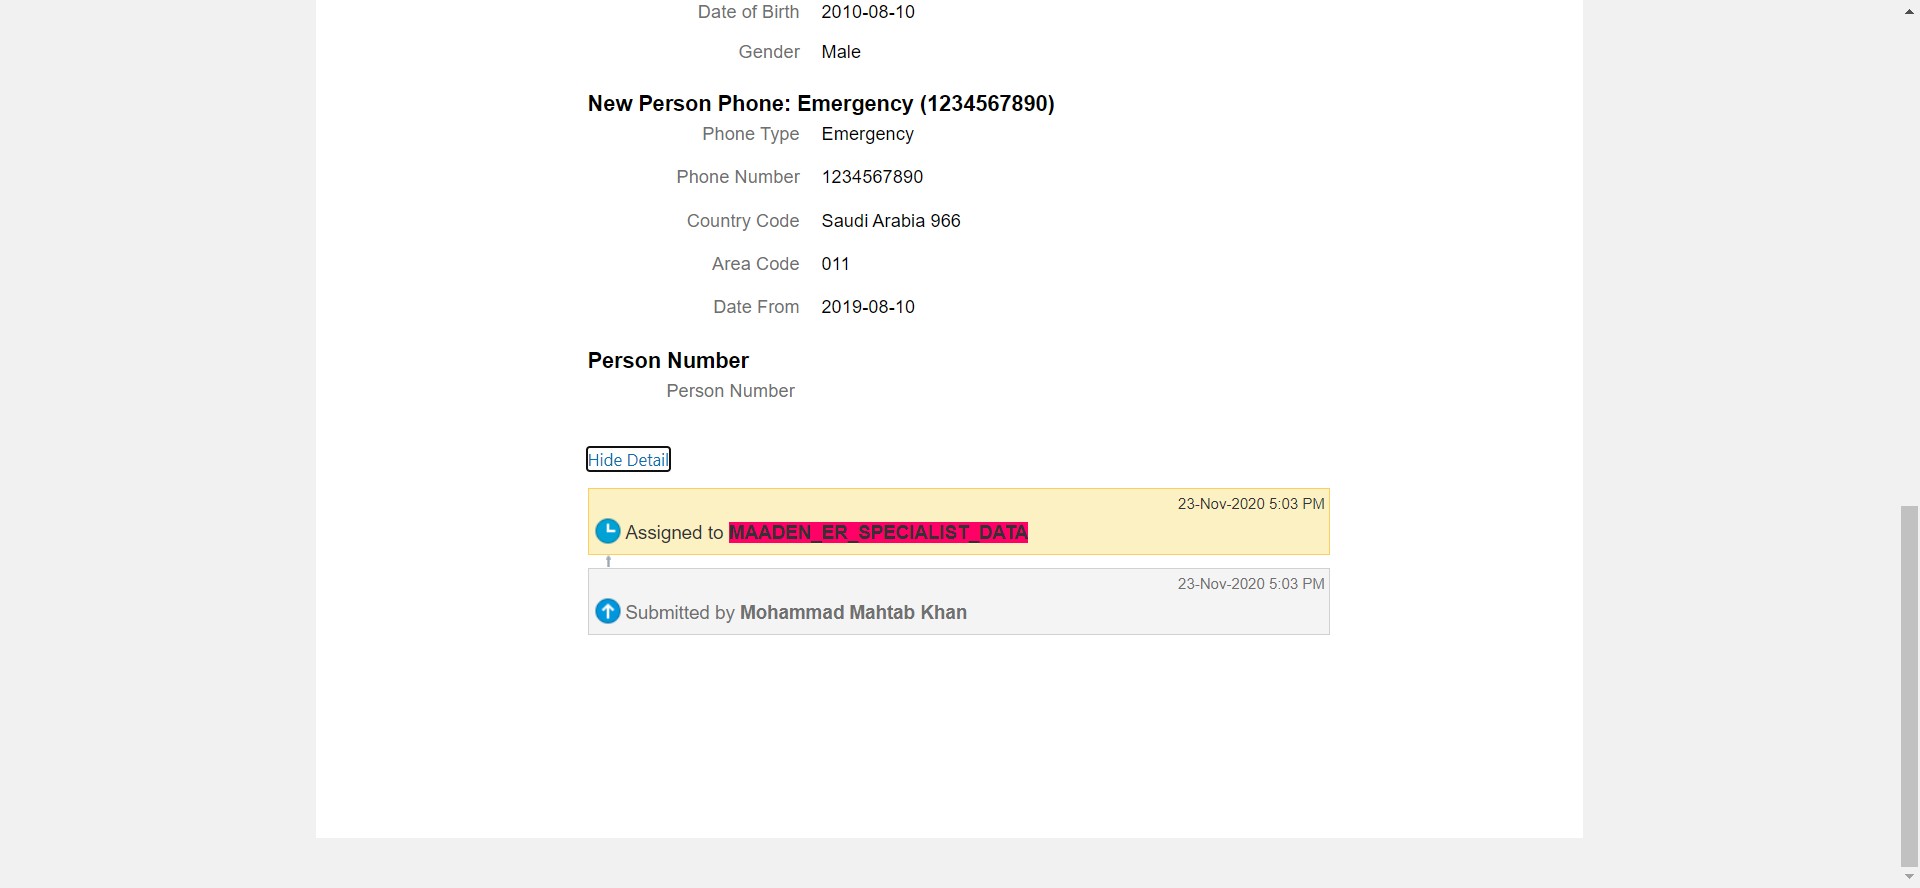 Date of Birth 2010-08-10
Gender Male
New Person Phone: Emergency (1234567890)
Phone Type Emergency
Phone Number 1234567890
Country Code Saudi Arabia 966
Area Code 011
Date From 2019-08-10
Person Number
Person Number
Hide Detail
23-Nov-2020 5:03 PM
Assigned to MAADEN_ER_SPECIALIST_DATA
23-Nov-2020 5:03 PM
Submitted by Mohammad Mahtab Khan